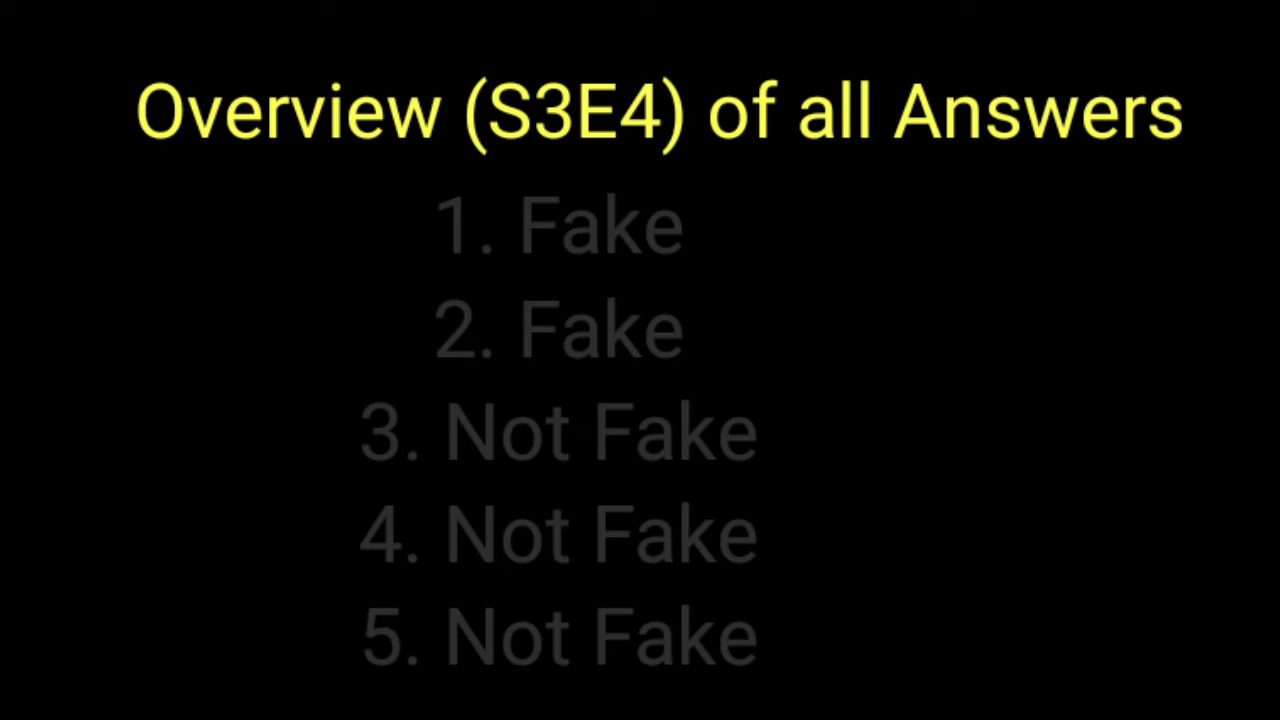 Overview (S3E4) of all Answers
1. Fake
2. Fake
3. Not Fake
4. Not Fake
5. Not Fake